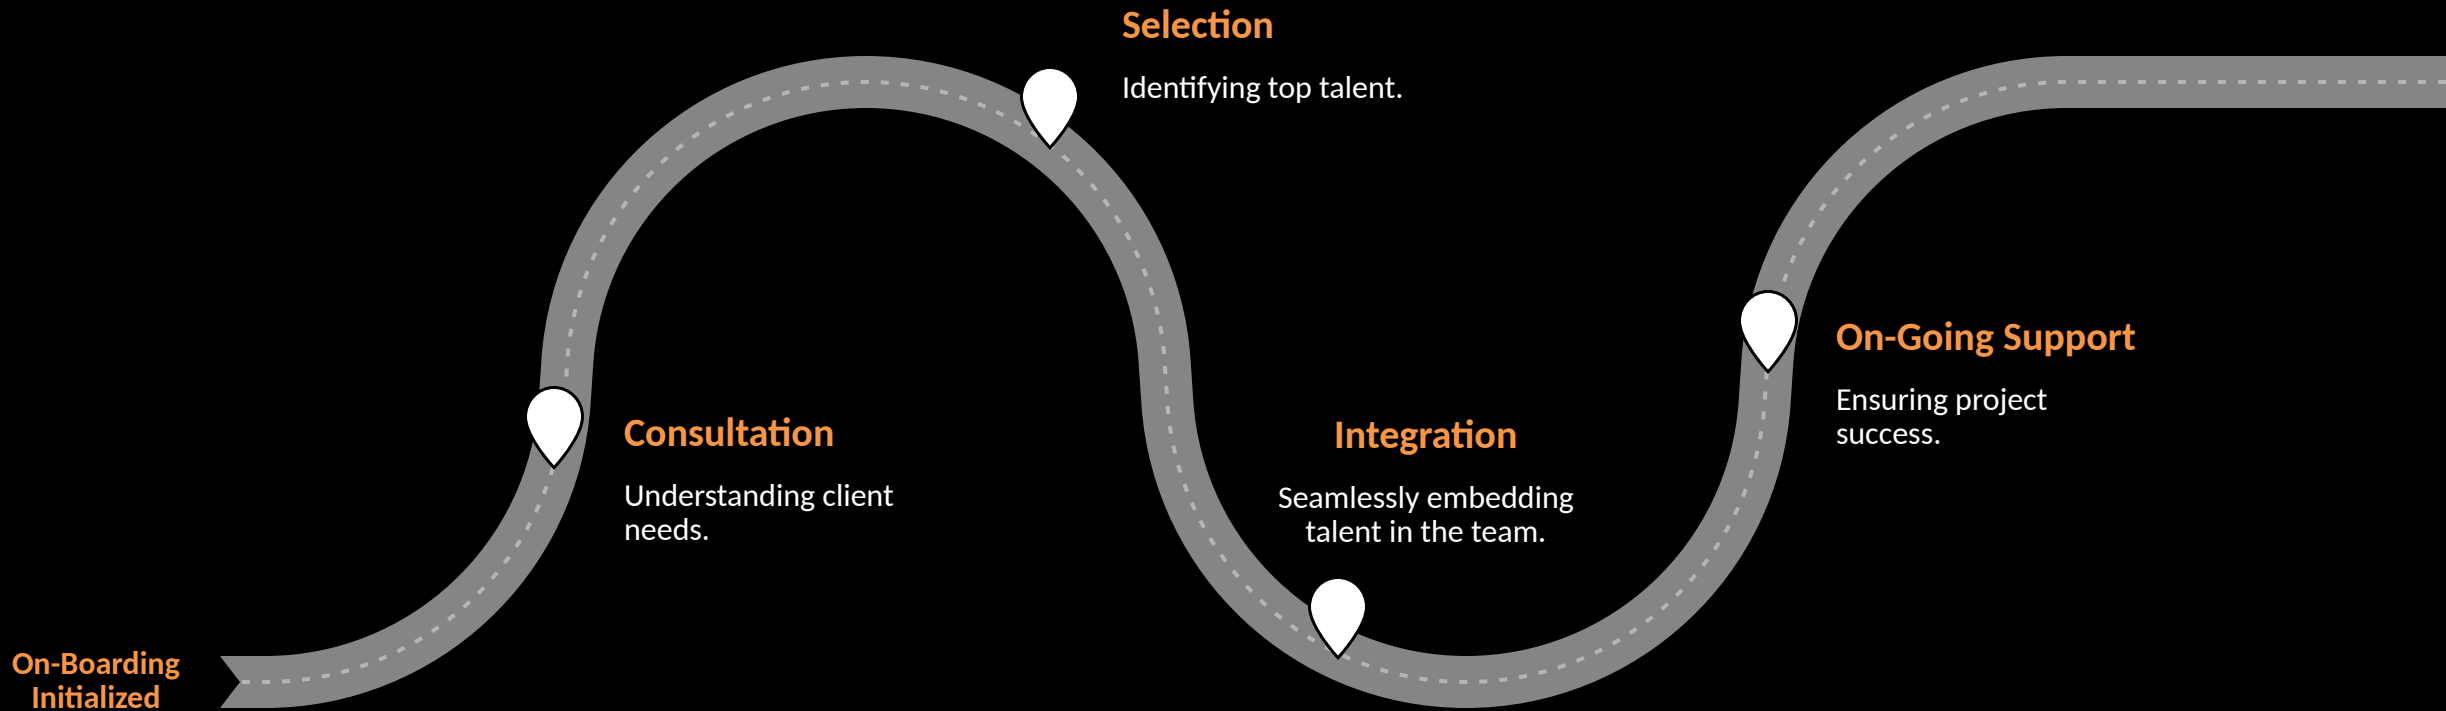 Selection
Identifying top talent.
On-Going Support
Ensuring project
success.
Consultation
Understanding client
needs.
Integration
Seamlessly embedding
talent in the team.
On-Boarding
Initialized